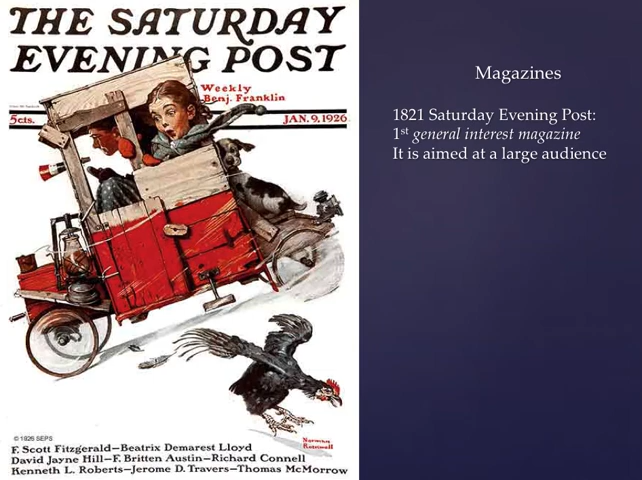 THE SATURDAY
EVENING POST
Weekly
Benj. Franklin
5cts.
JAN. 9, 1926
© 1926 SEPS
Norman
Rockwell
F. Scott Fitzgerald—Beatrix Demarest Lloyd
David Jayne Hill—F. Britten Austin—Richard Connell
Kenneth L. Roberts—Jerome D. Travers—Thomas McMorrow
Magazines
1821 Saturday Evening Post:
1st general interest magazine
It is aimed at a large audience